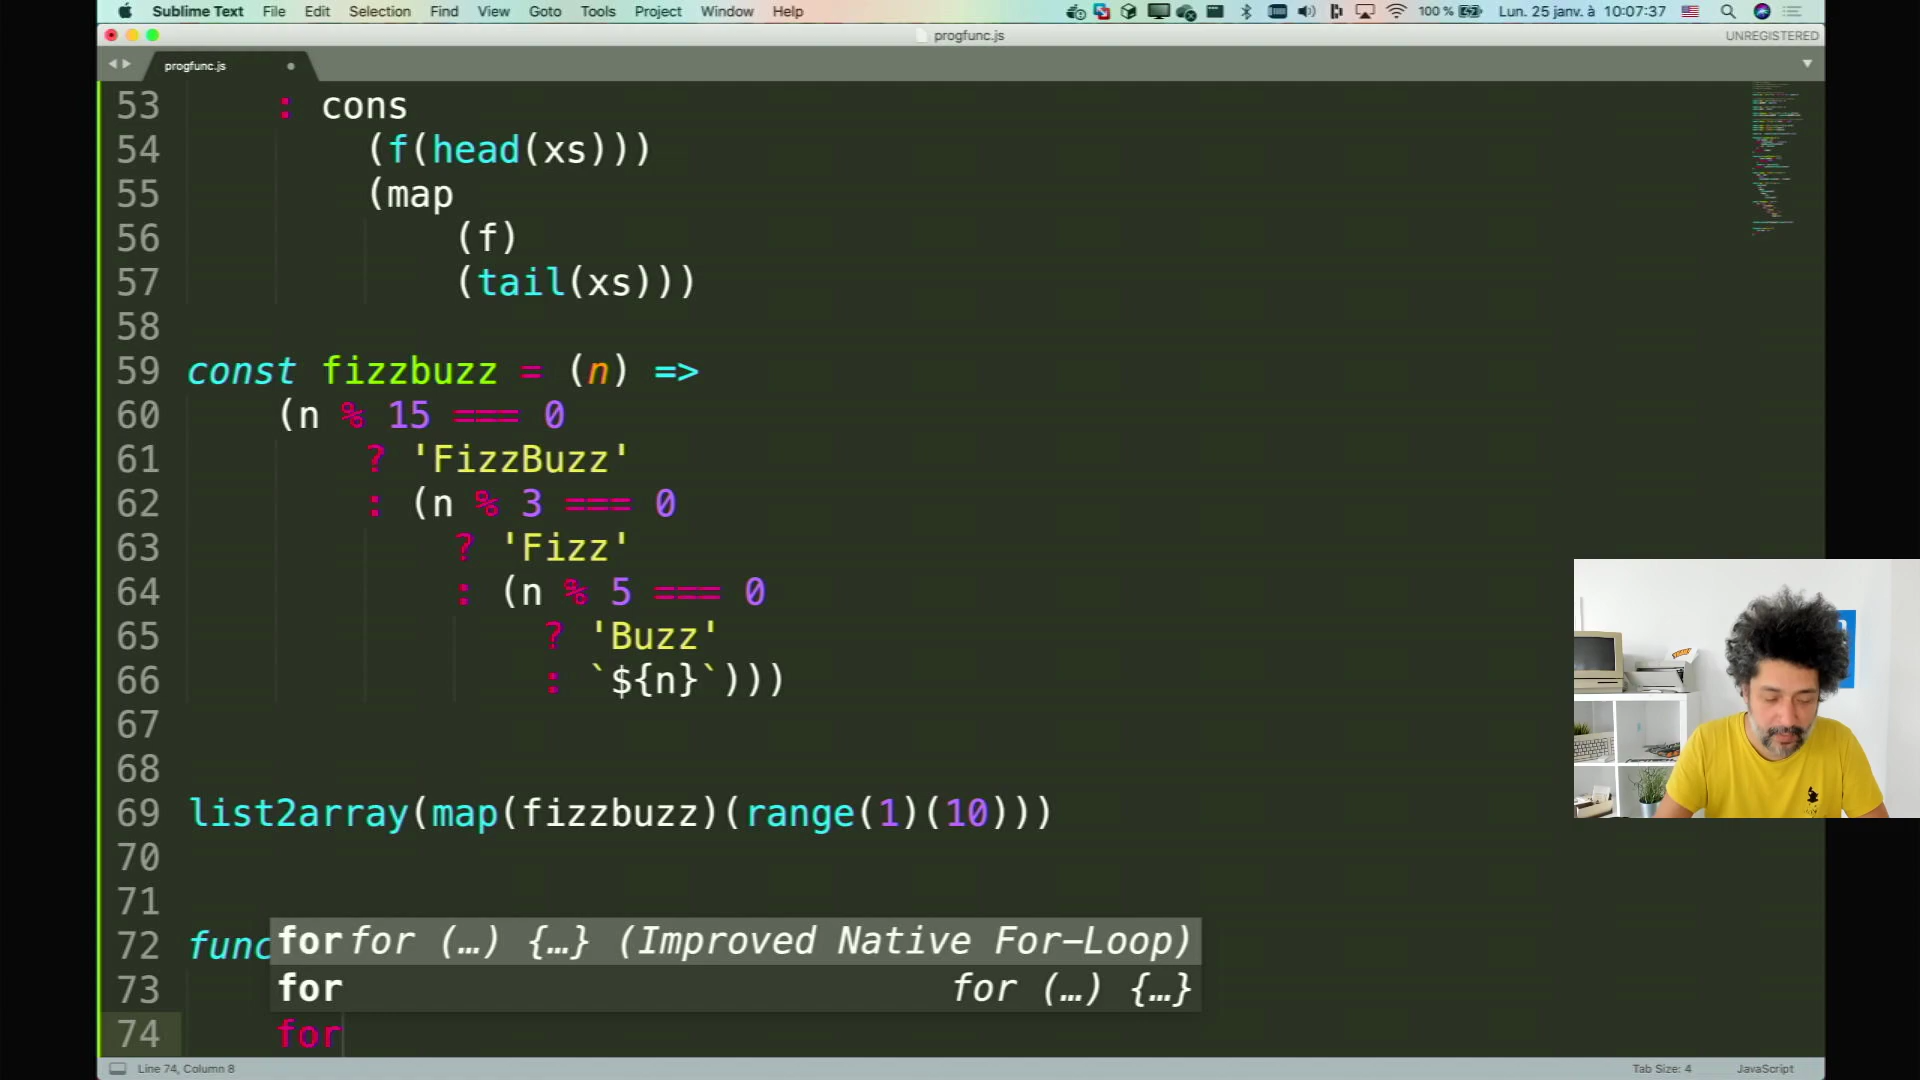 Sublime Text File Edit Selection Find View Goto Tools Project Window Help 100 % Lun. 25 janv. à 10:07:37
progfunc.js
UNREGISTERED
progfunc.js
53 : cons
54 (f(head(xs)))
55 (map
56 (f)
57 (tail(xs)))
58
59 const fizzbuzz = (n) =>
60 (n % 15 === 0
61 ? 'FizzBuzz'
62 : (n % 3 === 0
63 ? 'Fizz'
64 : (n % 5 === 0
65 ? 'Buzz'
66 : `${n}`)))
67
68
69 list2array(map(fizzbuzz)(range(1)(10)))
70
71
72 func
for for (…) {…} (Improved Native For-Loop)
73
for for (…) {…}
74 for
Line 74, Column 8
Tab Size: 4
JavaScript